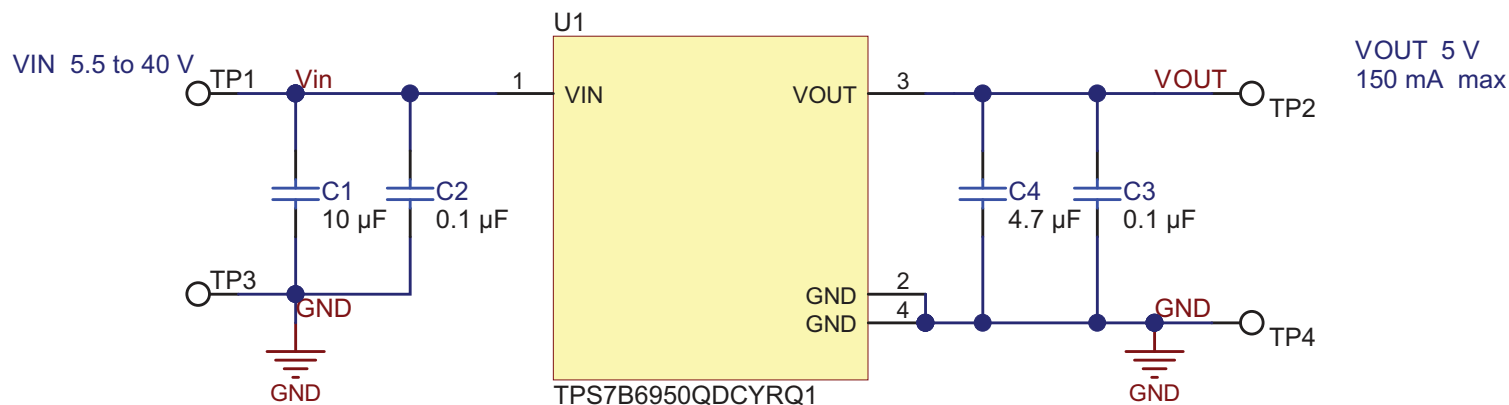 U1
VIN 5.5 to 40 V
VOUT 5 V
150 mA max
TP1
Vin
1
VIN
VOUT
3
VOUT
TP2
C1
10 µF
C2
0.1 µF
C4
4.7 µF
C3
0.1 µF
TP3
GND
GND
2
GND
4
GND
TP4
GND
TPS7B6950QDCYRQ1
GND